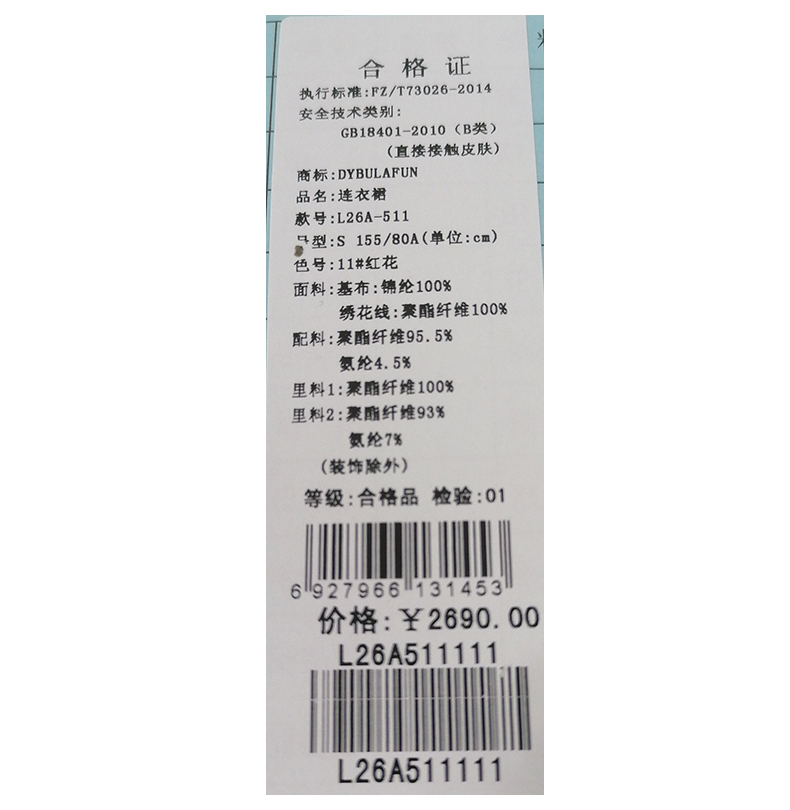 合格证
执行标准:FZ/T73026-2014
安全技术类别:
GB18401-2010（B类）
(直接接触皮肤)
商标:DYBULAFUN
品名:连衣裙
款号:L26A-511
号型:S 155/80A(单位:cm)
色号:11#红花
面料:基布:锦纶100%
绣花线:聚酯纤维100%
配料:聚酯纤维95.5%
氨纶4.5%
里料1:聚酯纤维100%
里料2:聚酯纤维93%
氨纶7%
(装饰除外)
等级:合格品 检验:01
6 927966 131453
价格:￥2690.00
L26A511111
L26A511111